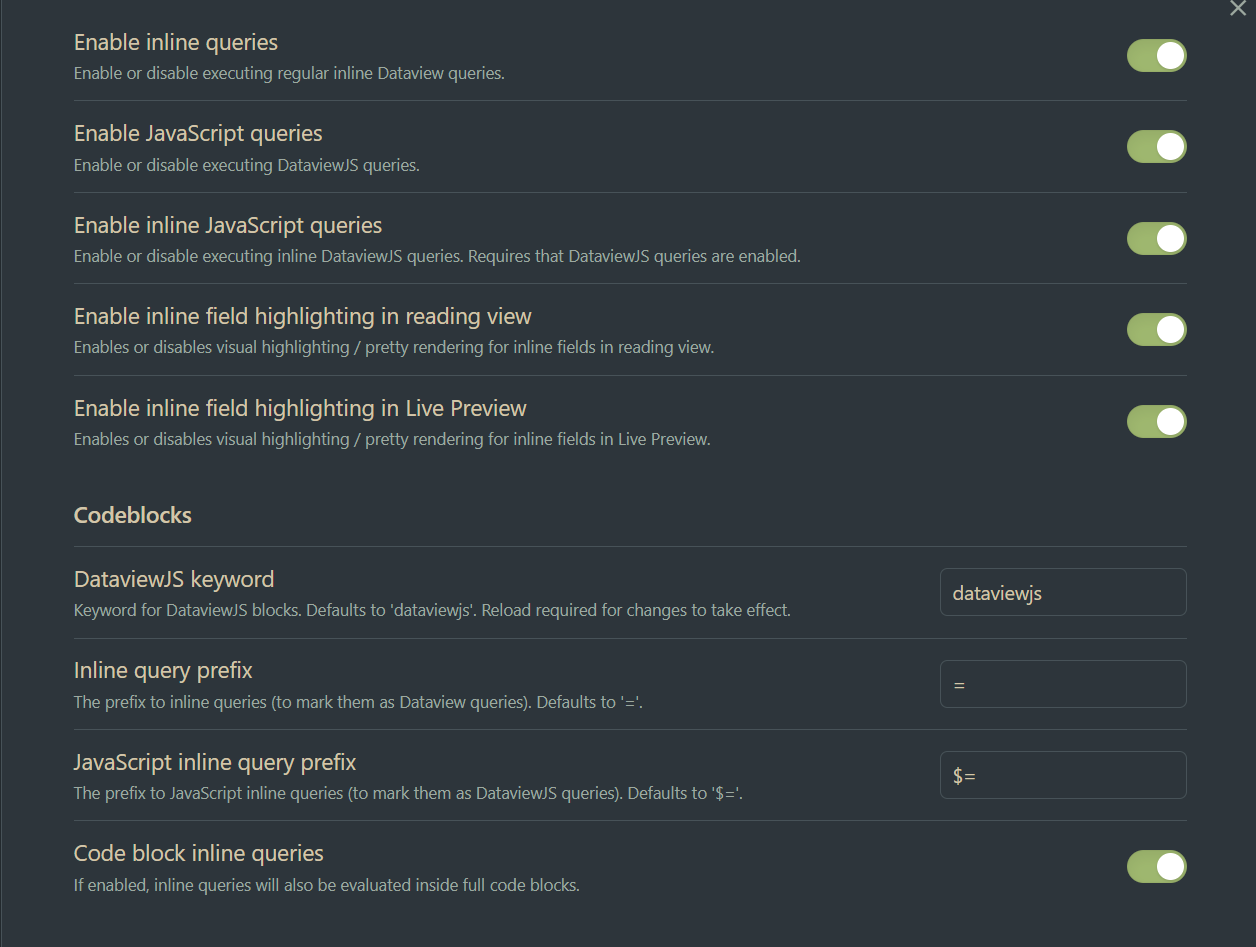 Enable inline queries
Enable or disable executing regular inline Dataview queries.
Enable JavaScript queries
Enable or disable executing DataviewJS queries.
Enable inline JavaScript queries
Enable or disable executing inline DataviewJS queries. Requires that DataviewJS queries are enabled.
Enable inline field highlighting in reading view
Enables or disables visual highlighting / pretty rendering for inline fields in reading view.
Enable inline field highlighting in Live Preview
Enables or disables visual highlighting / pretty rendering for inline fields in Live Preview.
Codeblocks
DataviewJS keyword
Keyword for DataviewJS blocks. Defaults to 'dataviewjs'. Reload required for changes to take effect.
dataviewjs
Inline query prefix
The prefix to inline queries (to mark them as Dataview queries). Defaults to '='.
=
JavaScript inline query prefix
The prefix to JavaScript inline queries (to mark them as DataviewJS queries). Defaults to '$='.
$=
Code block inline queries
If enabled, inline queries will also be evaluated inside full code blocks.